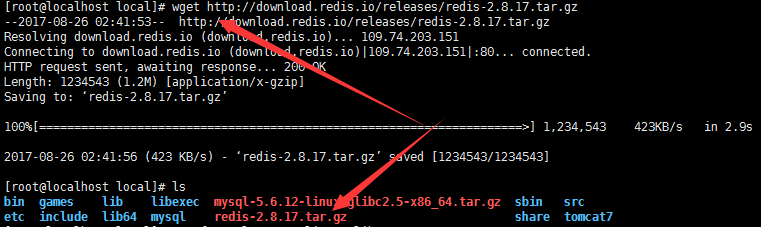 [root@localhost local]# wget http://download.redis.io/releases/redis-2.8.17.tar.gz
--2017-08-26 02:41:53--  http://download.redis.io/releases/redis-2.8.17.tar.gz
Resolving download.redis.io (download.redis.io)... 109.74.203.151
Connecting to download.redis.io (download.redis.io)|109.74.203.151|:80... connected.
HTTP request sent, awaiting response... 200 OK
Length: 1234543 (1.2M) [application/x-gzip]
Saving to: ‘redis-2.8.17.tar.gz’
100%[==================================================================>] 1,234,543    423KB/s   in 2.9s
2017-08-26 02:41:56 (423 KB/s) - ‘redis-2.8.17.tar.gz’ saved [1234543/1234543]
[root@localhost local]# ls
bin  games    lib    libexec  mysql-5.6.12-linux-glibc2.5-x86_64.tar.gz  sbin   src
etc  include  lib64  mysql    redis-2.8.17.tar.gz                        share  tomcat7